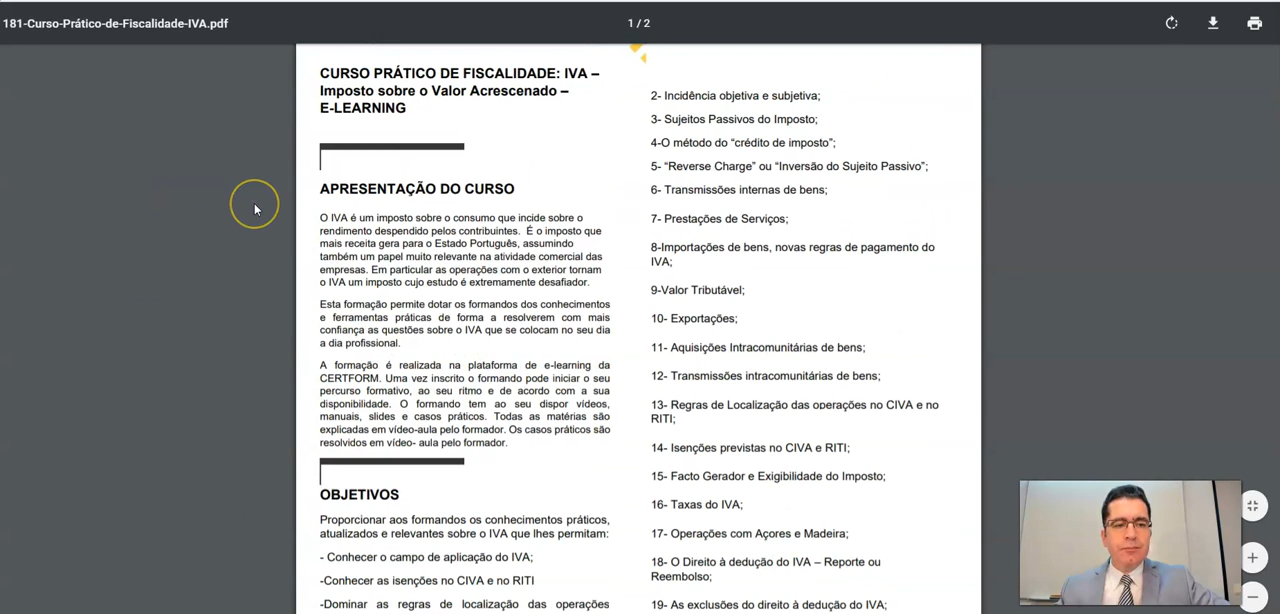 181-Curso-Prático-de-Fiscalidade-IVA.pdf
1 / 2
CURSO PRÁTICO DE FISCALIDADE: IVA –
Imposto sobre o Valor Acrescenado –
E-LEARNING
APRESENTAÇÃO DO CURSO
O IVA é um imposto sobre o consumo que incide sobre o
rendimento despendido pelos contribuintes. É o imposto que
mais receita gera para o Estado Português, assumindo
também um papel muito relevante na atividade comercial das
empresas. Em particular as operações com o exterior tornam
o IVA um imposto cujo estudo é extremamente desafiador.
Esta formação permite dotar os formandos dos conhecimentos
e ferramentas práticas de forma a resolverem com mais
confiança as questões sobre o IVA que se colocam no seu dia
a dia profissional.
A formação é realizada na plataforma de e-learning da
CERTFORM. Uma vez inscrito o formando pode iniciar o seu
percurso formativo, ao seu ritmo e de acordo com a sua
disponibilidade. O formando tem ao seu dispor vídeos,
manuais, slides e casos práticos. Todas as matérias são
explicadas em vídeo-aula pelo formador. Os casos práticos são
resolvidos em vídeo- aula pelo formador.
OBJETIVOS
Proporcionar aos formandos os conhecimentos práticos,
atualizados e relevantes sobre o IVA que lhes permitam:
- Conhecer o campo de aplicação do IVA;
-Conhecer as isenções no CIVA e no RITI
-Dominar as regras de localização das operações
2- Incidência objetiva e subjetiva;
3- Sujeitos Passivos do Imposto;
4-O método do “crédito de imposto”;
5- “Reverse Charge” ou “Inversão do Sujeito Passivo”;
6- Transmissões internas de bens;
7- Prestações de Serviços;
8-Importações de bens, novas regras de pagamento do
IVA;
9-Valor Tributável;
10- Exportações;
11- Aquisições Intracomunitárias de bens;
12- Transmissões intracomunitárias de bens;
13- Regras de Localização das operações no CIVA e no
RITI;
14- Isenções previstas no CIVA e RITI;
15- Facto Gerador e Exigibilidade do Imposto;
16- Taxas do IVA;
17- Operações com Açores e Madeira;
18- O Direito à dedução do IVA – Reporte ou
Reembolso;
19- As exclusões do direito à dedução do IVA;